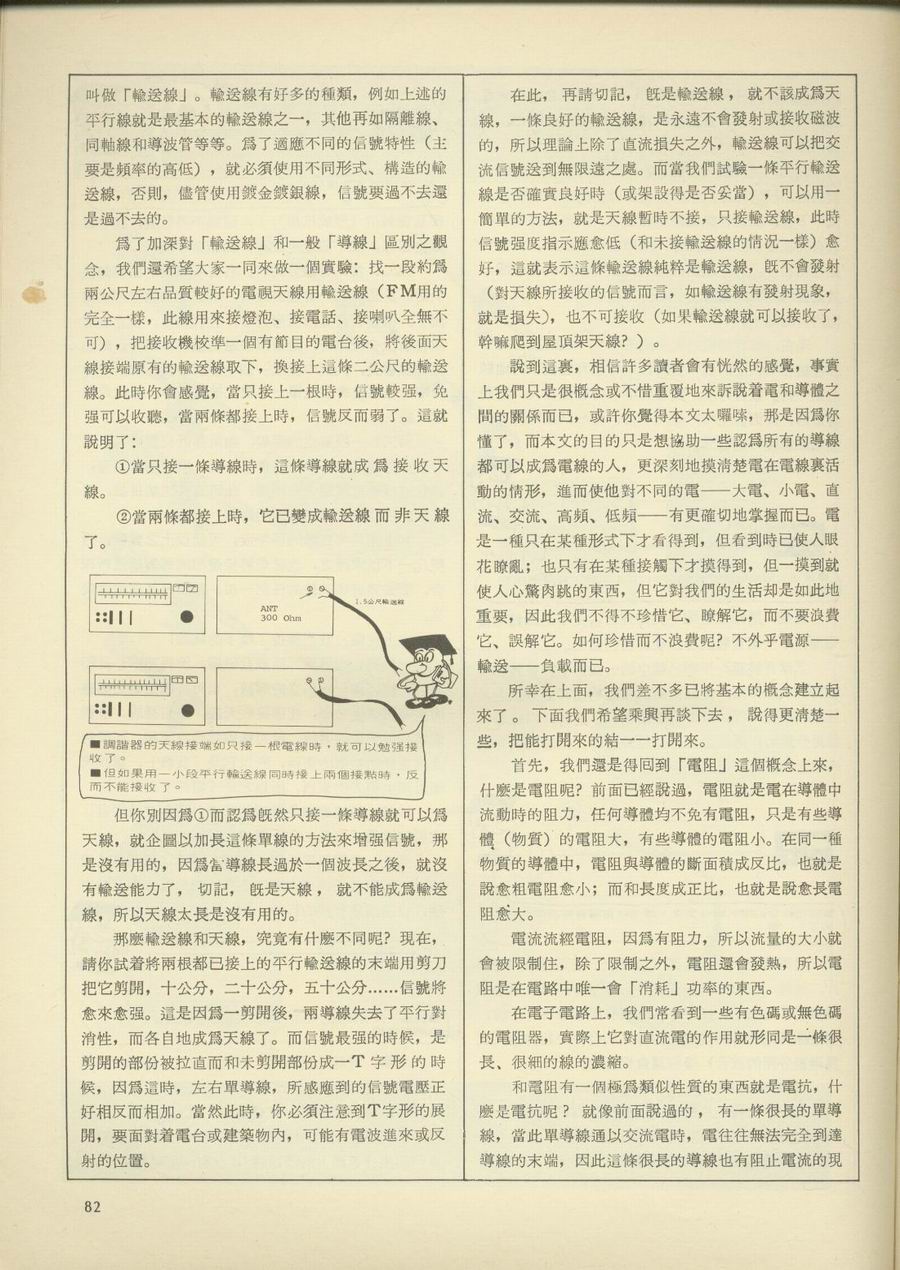 叫做「輸送線」。輸送線有好多的種類，例如上述的
平行線就是最基本的輸送線之一，其他再如隔離線、
同軸線和導波管等等。爲了適應不同的信號特性（主
要是頻率的高低），就必須使用不同形式、構造的輸
送線，否則，儘管使用鍍金鍍銀線，信號要過不去還
是過不去的。
爲了加深對「輸送線」和一般「導線」區別之觀
念，我們還希望大家一同來做一個實驗：找一段約爲
兩公尺左右品質較好的電視天線用輸送線（FM用的
完全一樣，此線用來接燈泡、接電話、接喇叭全無不
可），把接收機校準一個有節目的電台後，將後面天
線接端原有的輸送線取下，換接上這條二公尺的輸送
線。此時你會感覺，當只接上一根時，信號較强，免
强可以收聽，當兩條都接上時，信號反而弱了。這就
說明了：
①當只接一條導線時，這條導線就成爲接收天
線。
②當兩條都接上時，它已變成輸送線而非天線
了。
ANT
300 Ohm
1.5公尺輸送線
■調諧器的天線接端如只接一根電線時，就可以勉强接
收了。
■但如果用一小段平行輸送線同時接上兩個接點時，反
而不能接收了。
但你別因爲①而認爲旣然只接一條導線就可以爲
天線，就企圖以加長這條單線的方法來增强信號，那
是沒有用的，因爲當導線長過於一個波長之後，就沒
有輸送能力了，切記，旣是天線，就不能成爲輸送
線，所以天線太長是沒有用的。
那麼輸送線和天線，究竟有什麼不同呢？現在，
請你試着將兩根都已接上的平行輸送線的末端用剪刀
把它剪開，十公分，二十公分，五十公分……信號將
愈來愈强。這是因爲一剪開後，兩導線失去了平行對
消性，而各自地成爲天線了。而信號最强的時候，是
剪開的部份被拉直而和未剪開部份成一T字形的時
候，因爲這時，左右單導線，所感應到的信號電壓正
好相反而相加。當然此時，你必須注意到T字形的展
開，要面對着電台或建築物內，可能有電波進來或反
射的位置。
在此，再請切記，旣是輸送線，就不該成爲天
線，一條良好的輸送線，是永遠不會發射或接收磁波
的，所以理論上除了直流損失之外，輸送線可以把交
流信號送到無限遠之處。而當我們試驗一條平行輸送
線是否確實良好時（或架設得是否妥當），可以用一
簡單的方法，就是天線暫時不接，只接輸送線，此時
信號强度指示應愈低（和未接輸送線的情況一樣）愈
好，這就表示這條輸送線純粹是輸送線，旣不會發射
（對天線所接收的信號而言，如輸送線有發射現象，
就是損失），也不可接收（如果輸送線就可以接收了，
幹嘛爬到屋頂架天線？）。
說到這裏，相信許多讀者會有恍然的感覺，事實
上我們只是很概念或不惜重覆地來訴說着電和導體之
間的關係而已，或許你覺得本文太囉嗦，那是因爲你
懂了，而本文的目的只是想協助一些認爲所有的導線
都可以成爲電線的人，更深刻地摸清楚電在電線裏活
動的情形，進而使他對不同的電——大電、小電、直
流、交流、高頻、低頻——有更確切地掌握而已。電
是一種只在某種形式下才看得到，但看到時已使人眼
花瞭亂；也只有在某種接觸下才摸得到，但一摸到就
使人心驚肉跳的東西，但它對我們的生活却是如此地
重要，因此我們不得不珍惜它、瞭解它，而不要浪費
它、誤解它。如何珍惜而不浪費呢？不外乎電源——
輸送——負載而已。
所幸在上面，我們差不多已將基本的概念建立起
來了。下面我們希望乘興再談下去，說得更清楚一
些，把能打開來的結一一打開來。
首先，我們還是得回到「電阻」這個概念上來，
什麼是電阻呢？前面已經說過，電阻就是電在導體中
流動時的阻力，任何導體均不免有電阻，只是有些導
體（物質）的電阻大，有些導體的電阻小。在同一種
物質的導體中，電阻與導體的斷面積成反比，也就是
說愈粗電阻愈小；而和長度成正比，也就是說愈長電
阻愈大。
電流流經電阻，因爲有阻力，所以流量的大小就
會被限制住，除了限制之外，電阻還會發熱，所以電
阻是在電路中唯一會「消耗」功率的東西。
在電子電路上，我們常看到一些有色碼或無色碼
的電阻器，實際上它對直流電的作用就形同是一條很
長、很細的線的濃縮。
和電阻有一個極爲類似性質的東西就是電抗，什
麼是電抗呢？就像前面說過的，有一條很長的單導
線，當此單導線通以交流電時，電往往無法完全到達
導線的末端，因此這條很長的導線也有阻止電流的現
82